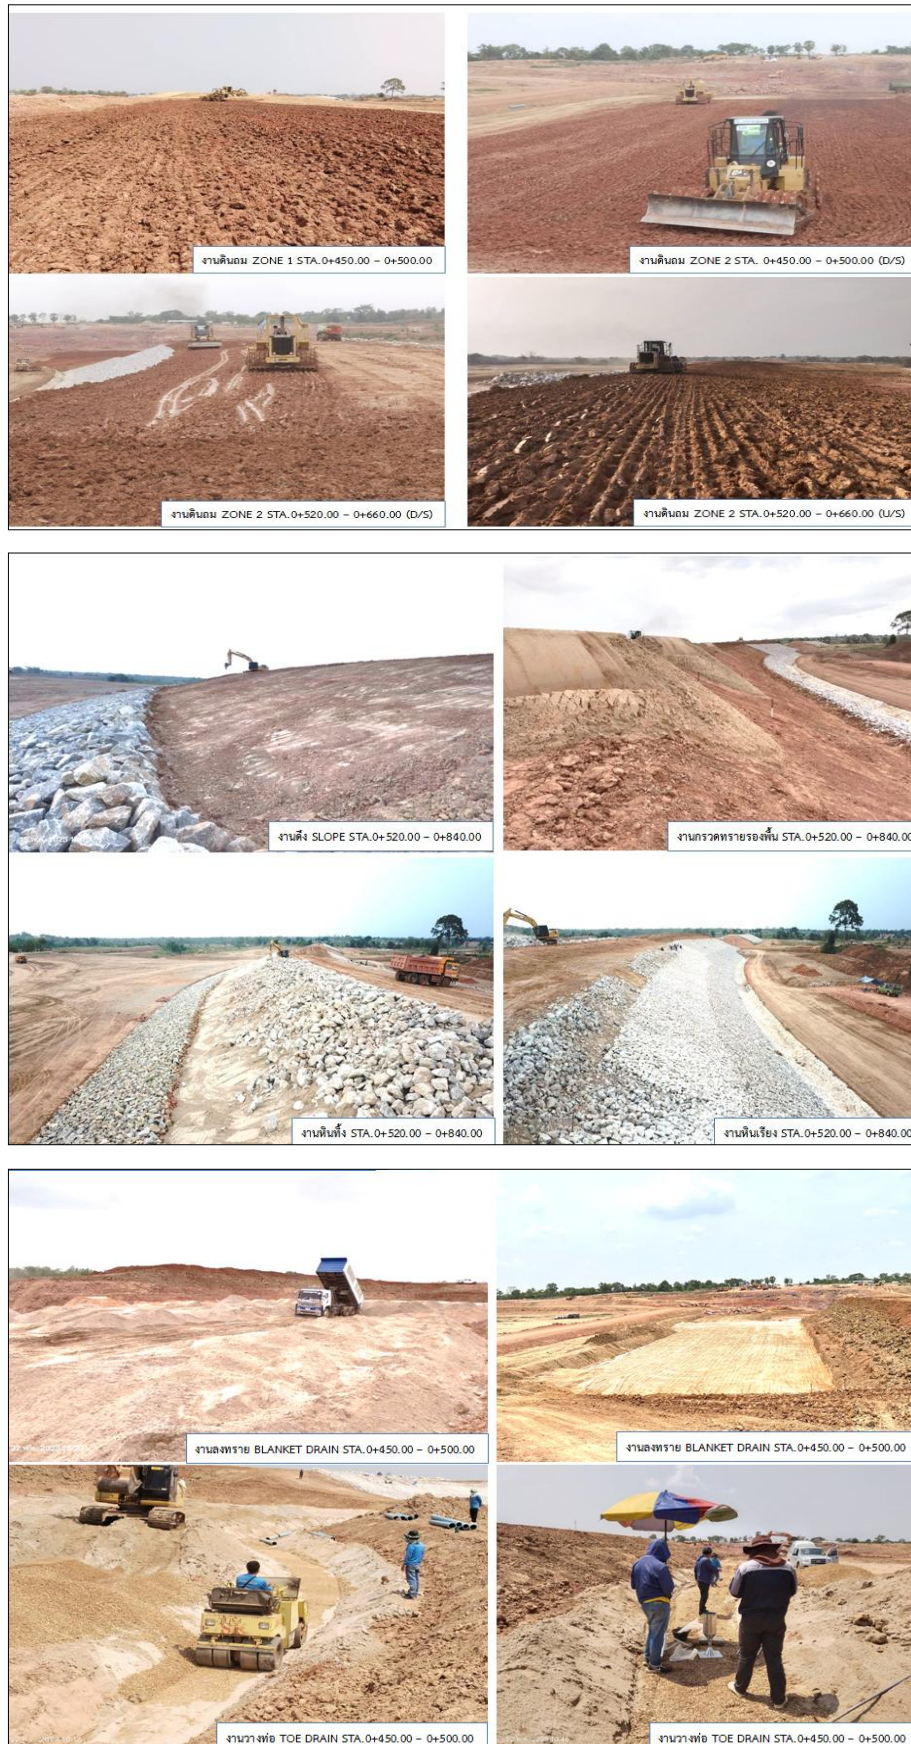 งานดินถม ZONE 1 STA.0+450.00 – 0+500.00
งานดินถม ZONE 2 STA. 0+450.00 – 0+500.00 (D/S)
งานดินถม ZONE 2 STA.0+520.00 – 0+660.00 (D/S)
งานดินถม ZONE 2 STA.0+520.00 – 0+660.00 (U/S)
งานดึง SLOPE STA.0+520.00 – 0+840.00
งานกรวดทรายรองพื้น STA.0+520.00 – 0+840.00
งานหินทิ้ง STA.0+520.00 – 0+840.00
งานหินเรียง STA.0+520.00 – 0+840.00
งานลงทราย BLANKET DRAIN STA.0+450.00 – 0+500.00
งานลงทราย BLANKET DRAIN STA.0+450.00 – 0+500.00
งานวางท่อ TOE DRAIN STA.0+450.00 – 0+500.00
งานวางท่อ TOE DRAIN STA.0+450.00 – 0+500.00